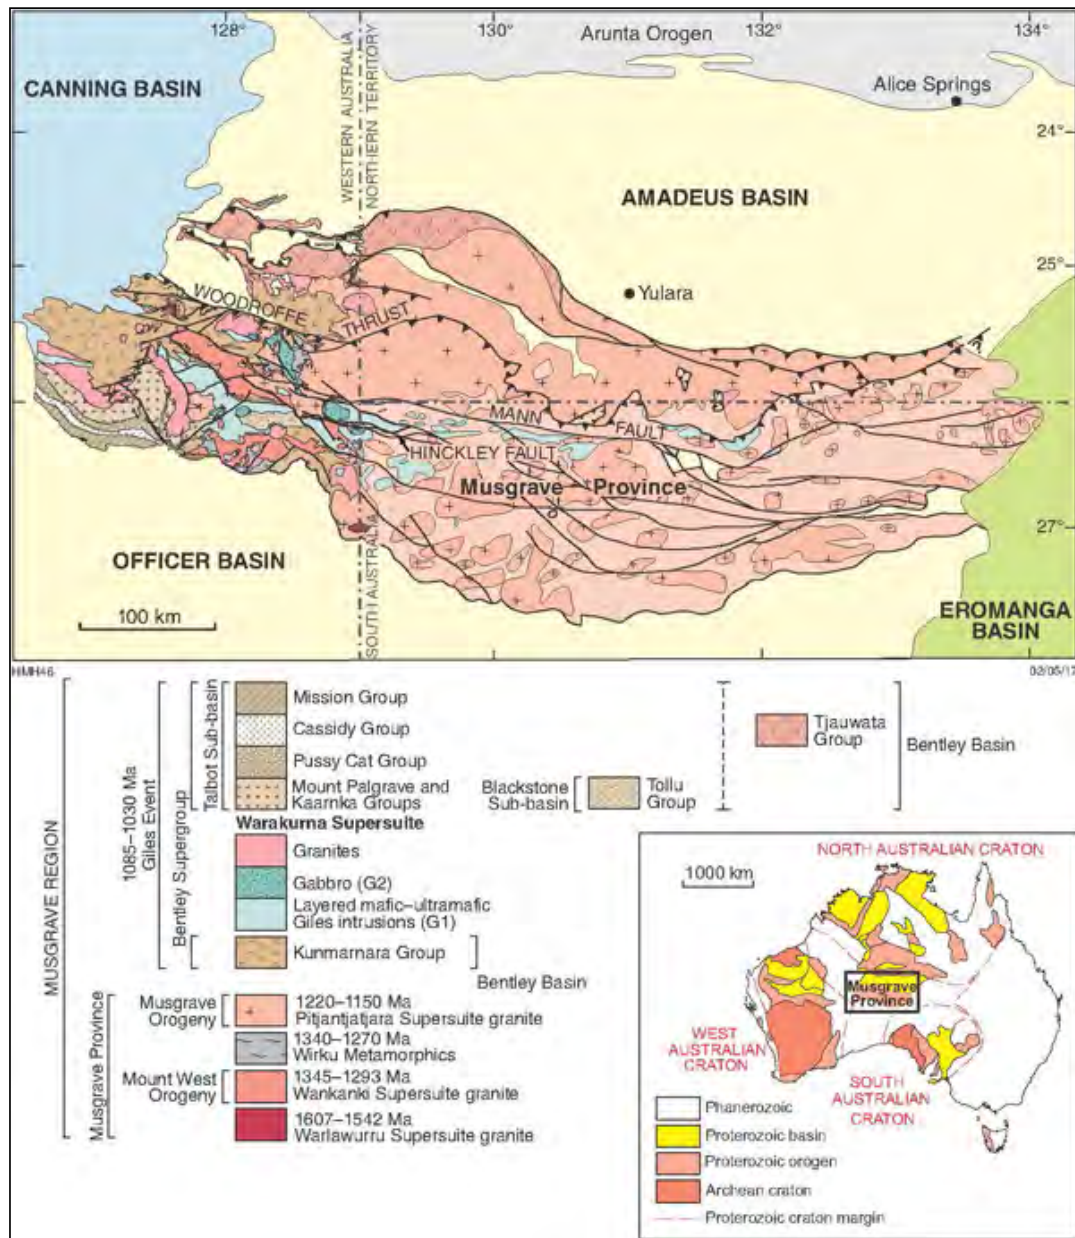 128°
130°
132°
134°
Arunta Orogen
CANNING BASIN
Alice Springs
WESTERN AUSTRALIA
NORTHERN TERRITORY
24°
AMADEUS BASIN
25°
Yulara
WOODROFFE
THRUST
MANN
FAULT
HINCKLEY FAULT
Musgrave Province
27°
OFFICER BASIN
SOUTH AUSTRALIA
100 km
EROMANGA
BASIN
HMH46
02/05/17
MUSGRAVE REGION
1085–1030 Ma
Giles Event
Bentley Supergroup
Talbot Sub-basin
Mission Group
Cassidy Group
Pussy Cat Group
Mount Palgrave and
Kaarnka Groups
Blackstone
Sub-basin
Tollu
Group
Tjauwata
Group
Bentley Basin
Warakurna Supersuite
Granites
Gabbro (G2)
Layered mafic–ultramafic
Giles intrusions (G1)
Kunmarnara Group
Bentley Basin
Musgrave Province
Musgrave
Orogeny
1220–1150 Ma
Pitjantjatjara Supersuite granite
1340–1270 Ma
Wirku Metamorphics
Mount West
Orogeny
1345–1293 Ma
Wankanki Supersuite granite
1607–1542 Ma
Warlawurru Supersuite granite
NORTH AUSTRALIAN CRATON
1000 km
Musgrave
Province
WEST
AUSTRALIAN
CRATON
SOUTH
AUSTRALIAN
CRATON
Phanerozoic
Proterozoic basin
Proterozoic orogen
Archean craton
Proterozoic craton margin